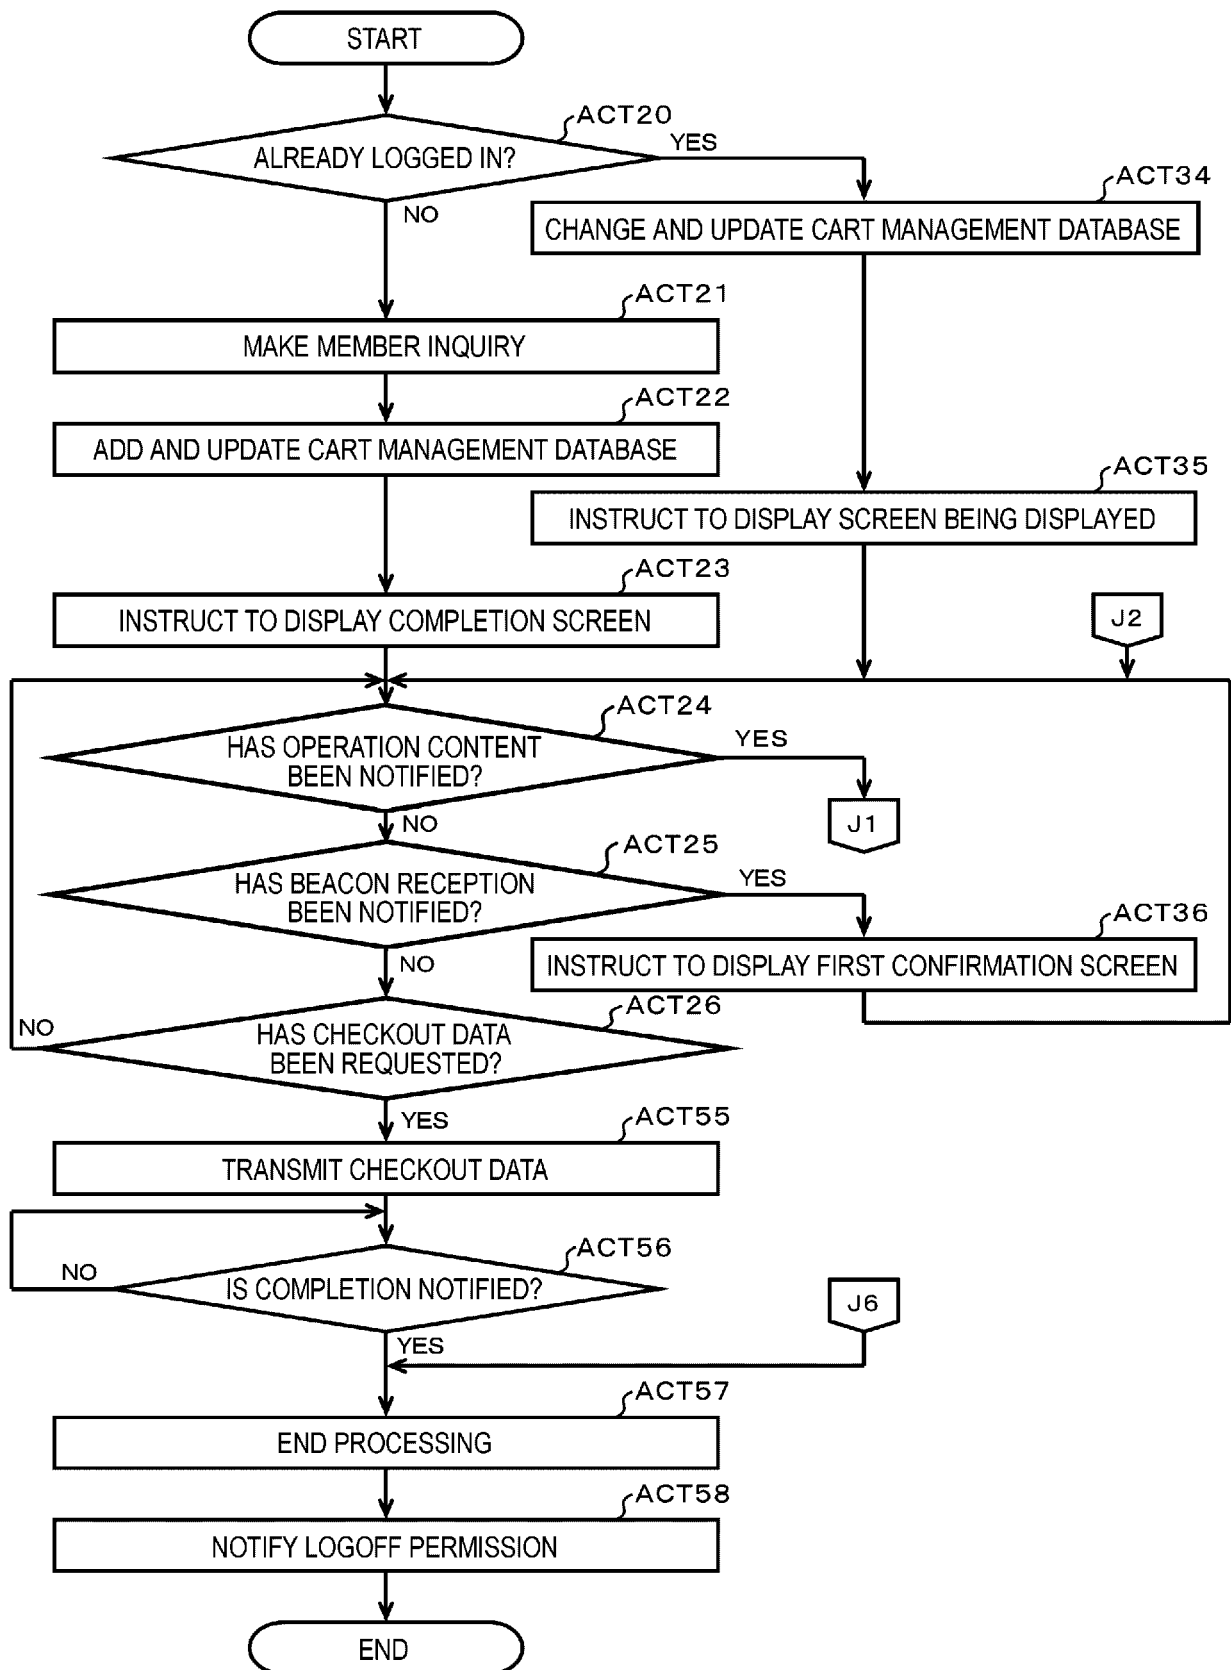 START
ACT20
ALREADY LOGGED IN?
YES
NO
ACT34
CHANGE AND UPDATE CART MANAGEMENT DATABASE
ACT21
MAKE MEMBER INQUIRY
ACT22
ADD AND UPDATE CART MANAGEMENT DATABASE
ACT35
INSTRUCT TO DISPLAY SCREEN BEING DISPLAYED
ACT23
INSTRUCT TO DISPLAY COMPLETION SCREEN
J2
ACT24
HAS OPERATION CONTENT
BEEN NOTIFIED?
YES
J1
NO
ACT25
HAS BEACON RECEPTION
BEEN NOTIFIED?
YES
ACT36
INSTRUCT TO DISPLAY FIRST CONFIRMATION SCREEN
NO
ACT26
HAS CHECKOUT DATA
BEEN REQUESTED?
NO
YES
ACT55
TRANSMIT CHECKOUT DATA
ACT56
IS COMPLETION NOTIFIED?
NO
YES
J6
ACT57
END PROCESSING
ACT58
NOTIFY LOGOFF PERMISSION
END